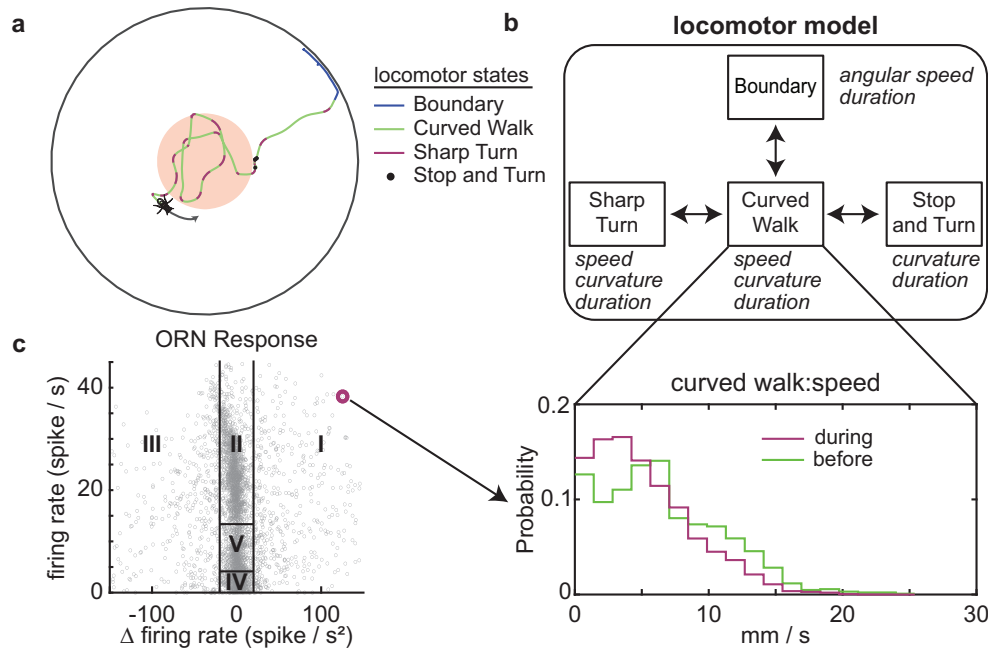 a
locomotor states
Boundary
Curved Walk
Sharp Turn
Stop and Turn
b
locomotor model
Boundary
angular speed
duration
Sharp
Turn
Curved
Walk
Stop
and Turn
speed
curvature
duration
speed
curvature
duration
curvature
duration
c
ORN Response
firing rate (spike / s)
40
20
0
III
II
I
V
IV
-100
0
100
Δ firing rate (spike / s²)
curved walk:speed
Probability
0.2
0.1
0
during
before
0
10
20
30
mm / s